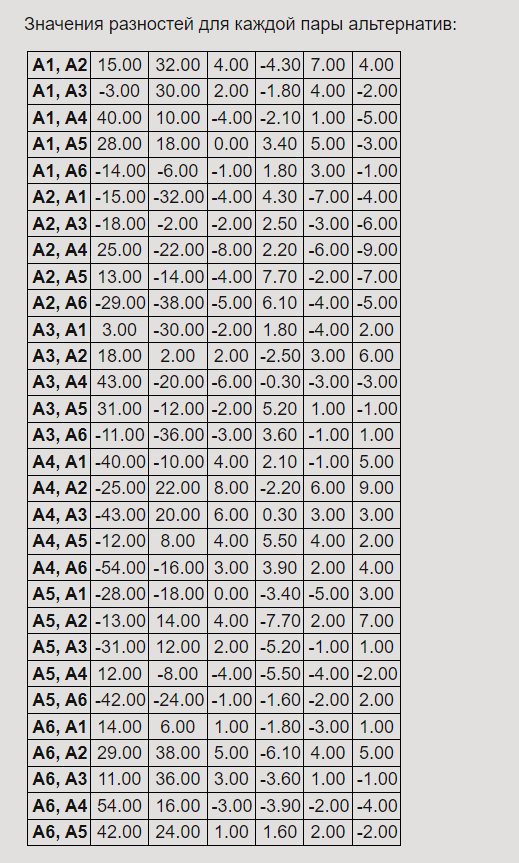 Значения разностей для каждой пары альтернатив:
A1, A2 15.00 32.00 4.00 -4.30 7.00 4.00
A1, A3 -3.00 30.00 2.00 -1.80 4.00 -2.00
A1, A4 40.00 10.00 -4.00 -2.10 1.00 -5.00
A1, A5 28.00 18.00 0.00 3.40 5.00 -3.00
A1, A6 -14.00 -6.00 -1.00 1.80 3.00 -1.00
A2, A1 -15.00 -32.00 -4.00 4.30 -7.00 -4.00
A2, A3 -18.00 -2.00 -2.00 2.50 -3.00 -6.00
A2, A4 25.00 -22.00 -8.00 2.20 -6.00 -9.00
A2, A5 13.00 -14.00 -4.00 7.70 -2.00 -7.00
A2, A6 -29.00 -38.00 -5.00 6.10 -4.00 -5.00
A3, A1 3.00 -30.00 -2.00 1.80 -4.00 2.00
A3, A2 18.00 2.00 2.00 -2.50 3.00 6.00
A3, A4 43.00 -20.00 -6.00 -0.30 -3.00 -3.00
A3, A5 31.00 -12.00 -2.00 5.20 1.00 -1.00
A3, A6 -11.00 -36.00 -3.00 3.60 -1.00 1.00
A4, A1 -40.00 -10.00 4.00 2.10 -1.00 5.00
A4, A2 -25.00 22.00 8.00 -2.20 6.00 9.00
A4, A3 -43.00 20.00 6.00 0.30 3.00 3.00
A4, A5 -12.00 8.00 4.00 5.50 4.00 2.00
A4, A6 -54.00 -16.00 3.00 3.90 2.00 4.00
A5, A1 -28.00 -18.00 0.00 -3.40 -5.00 3.00
A5, A2 -13.00 14.00 4.00 -7.70 2.00 7.00
A5, A3 -31.00 12.00 2.00 -5.20 -1.00 1.00
A5, A4 12.00 -8.00 -4.00 -5.50 -4.00 -2.00
A5, A6 -42.00 -24.00 -1.00 -1.60 -2.00 2.00
A6, A1 14.00 6.00 1.00 -1.80 -3.00 1.00
A6, A2 29.00 38.00 5.00 -6.10 4.00 5.00
A6, A3 11.00 36.00 3.00 -3.60 1.00 -1.00
A6, A4 54.00 16.00 -3.00 -3.90 -2.00 -4.00
A6, A5 42.00 24.00 1.00 1.60 2.00 -2.00